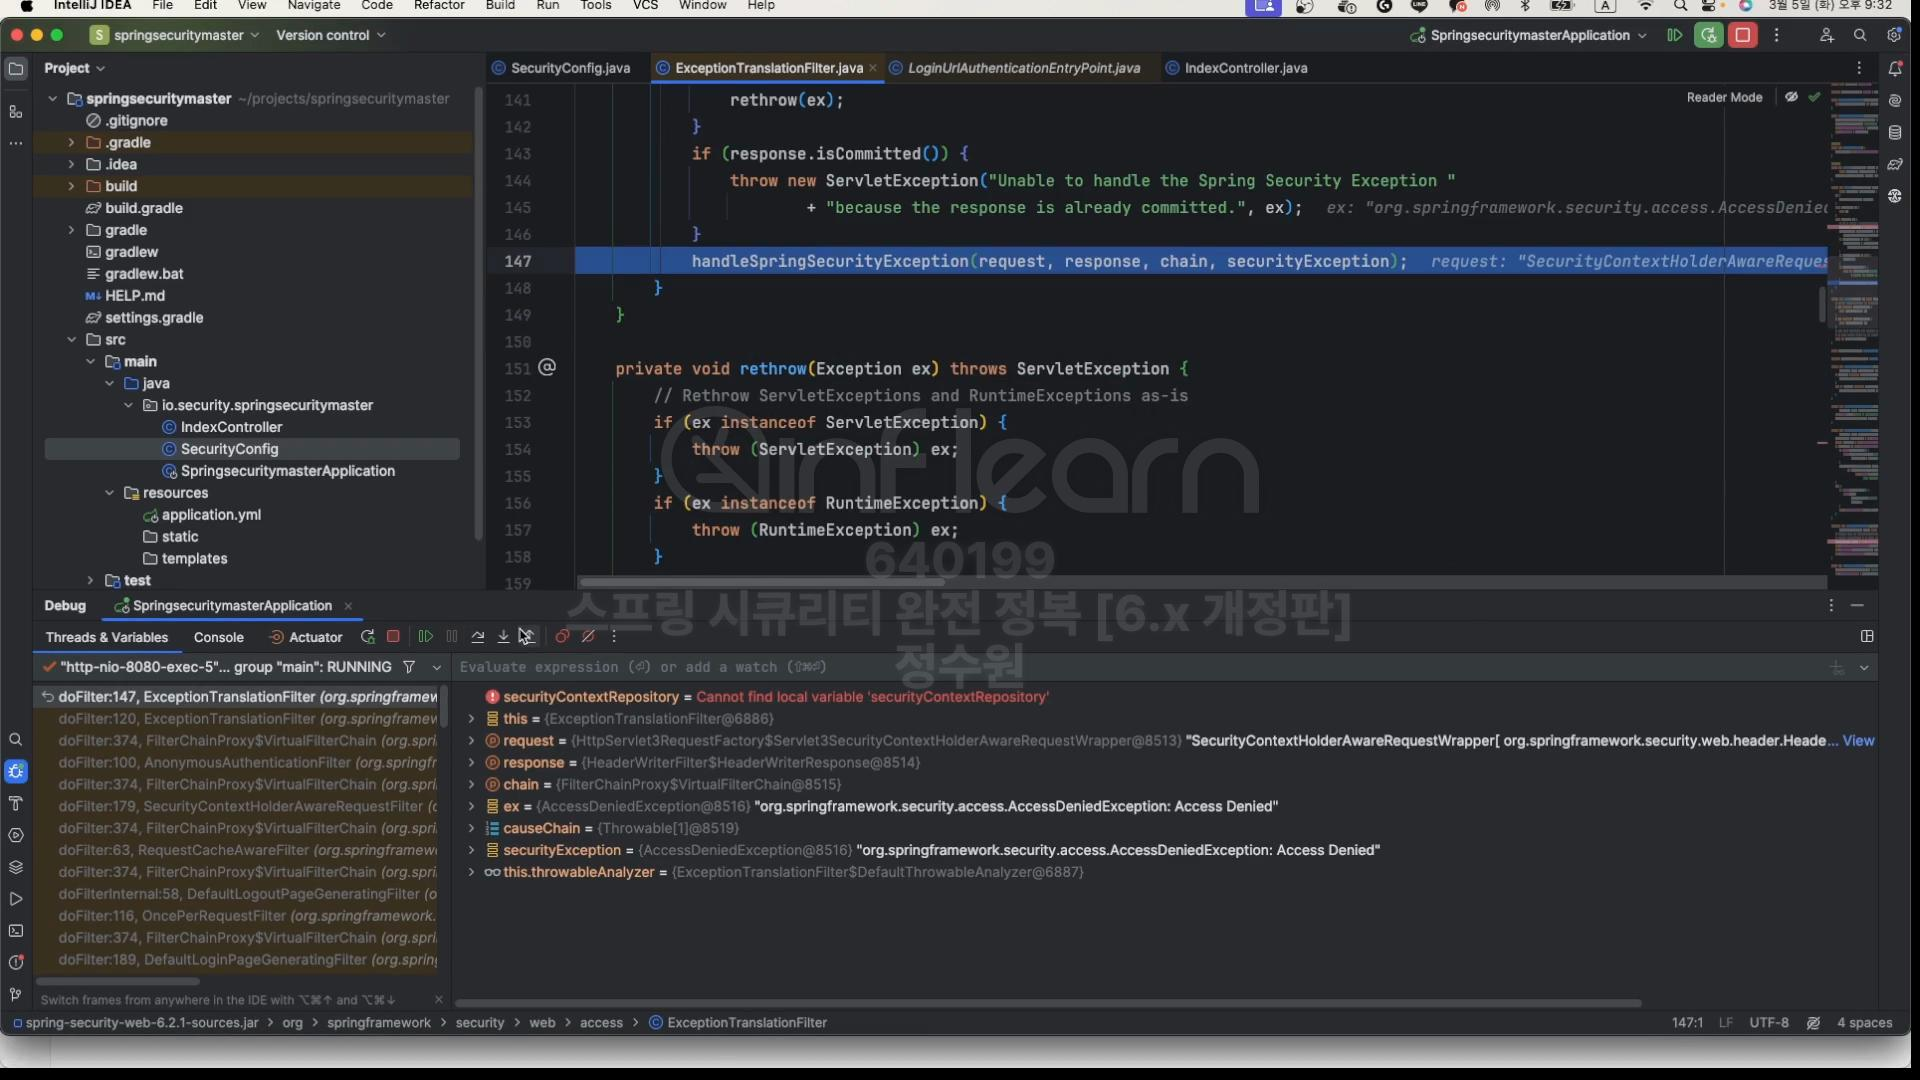 IntelliJ IDEA File Edit View Navigate Code Refactor Build Run Tools VCS Window Help 3월 5일 (화) 오후 9:32
S springsecuritymaster Version control SpringsecuritymasterApplication
Project
SecurityConfig.java ExceptionTranslationFilter.java LoginUrlAuthenticationEntryPoint.java IndexController.java
springsecuritymaster ~/projects/springsecuritymaster
.gitignore
.gradle
.idea
build
build.gradle
gradle
gradlew
gradlew.bat
HELP.md
settings.gradle
src
main
java
io.security.springsecuritymaster
IndexController
SecurityConfig
SpringsecuritymasterApplication
resources
application.yml
static
templates
test
Reader Mode
141 rethrow(ex);
142 }
143 if (response.isCommitted()) {
144 throw new ServletException("Unable to handle the Spring Security Exception "
145 + "because the response is already committed.", ex); ex: "org.springframework.security.access.AccessDenied
146 }
147 handleSpringSecurityException(request, response, chain, securityException); request: "SecurityContextHolderAwareReques
148 }
149 }
150
151 private void rethrow(Exception ex) throws ServletException {
152 // Rethrow ServletExceptions and RuntimeExceptions as-is
153 if (ex instanceof ServletException) {
154 throw (ServletException) ex;
155 }
156 if (ex instanceof RuntimeException) {
157 throw (RuntimeException) ex;
158 }
159
inflearn
640199
스프링 시큐리티 완전 정복 [6.x 개정판]
정수원
Debug SpringsecuritymasterApplication
Threads & Variables Console Actuator
"http-nio-8080-exec-5"... group "main": RUNNING
Evaluate expression (⏎) or add a watch (⇧⌘⏎)
doFilter:147, ExceptionTranslationFilter (org.springframew
doFilter:120, ExceptionTranslationFilter (org.springframew
doFilter:374, FilterChainProxy$VirtualFilterChain (org.spri
doFilter:100, AnonymousAuthenticationFilter (org.springfr
doFilter:179, SecurityContextHolderAwareRequestFilter (o
doFilter:374, FilterChainProxy$VirtualFilterChain (org.spri
doFilter:63, RequestCacheAwareFilter (org.springframewo
doFilter:374, FilterChainProxy$VirtualFilterChain (org.spri
doFilterInternal:58, DefaultLogoutPageGeneratingFilter (o
doFilter:116, OncePerRequestFilter (org.springframework.
doFilter:374, FilterChainProxy$VirtualFilterChain (org.spri
doFilter:189, DefaultLoginPageGeneratingFilter (org.spring
Switch frames from anywhere in the IDE with ⌥⌘↑ and ⌥⌘↓
securityContextRepository = Cannot find local variable 'securityContextRepository'
this = {ExceptionTranslationFilter@6886}
request = {HttpServlet3RequestFactory$Servlet3SecurityContextHolderAwareRequestWrapper@8513} "SecurityContextHolderAwareRequestWrapper[ org.springframework.security.web.header.Heade... View
response = {HeaderWriterFilter$HeaderWriterResponse@8514}
chain = {FilterChainProxy$VirtualFilterChain@8515}
ex = {AccessDeniedException@8516} "org.springframework.security.access.AccessDeniedException: Access Denied"
causeChain = {Throwable[1]@8519}
securityException = {AccessDeniedException@8516} "org.springframework.security.access.AccessDeniedException: Access Denied"
this.throwableAnalyzer = {ExceptionTranslationFilter$DefaultThrowableAnalyzer@6887}
spring-security-web-6.2.1-sources.jar > org > springframework > security > web > access > ExceptionTranslationFilter
147:1 LF UTF-8 4 spaces